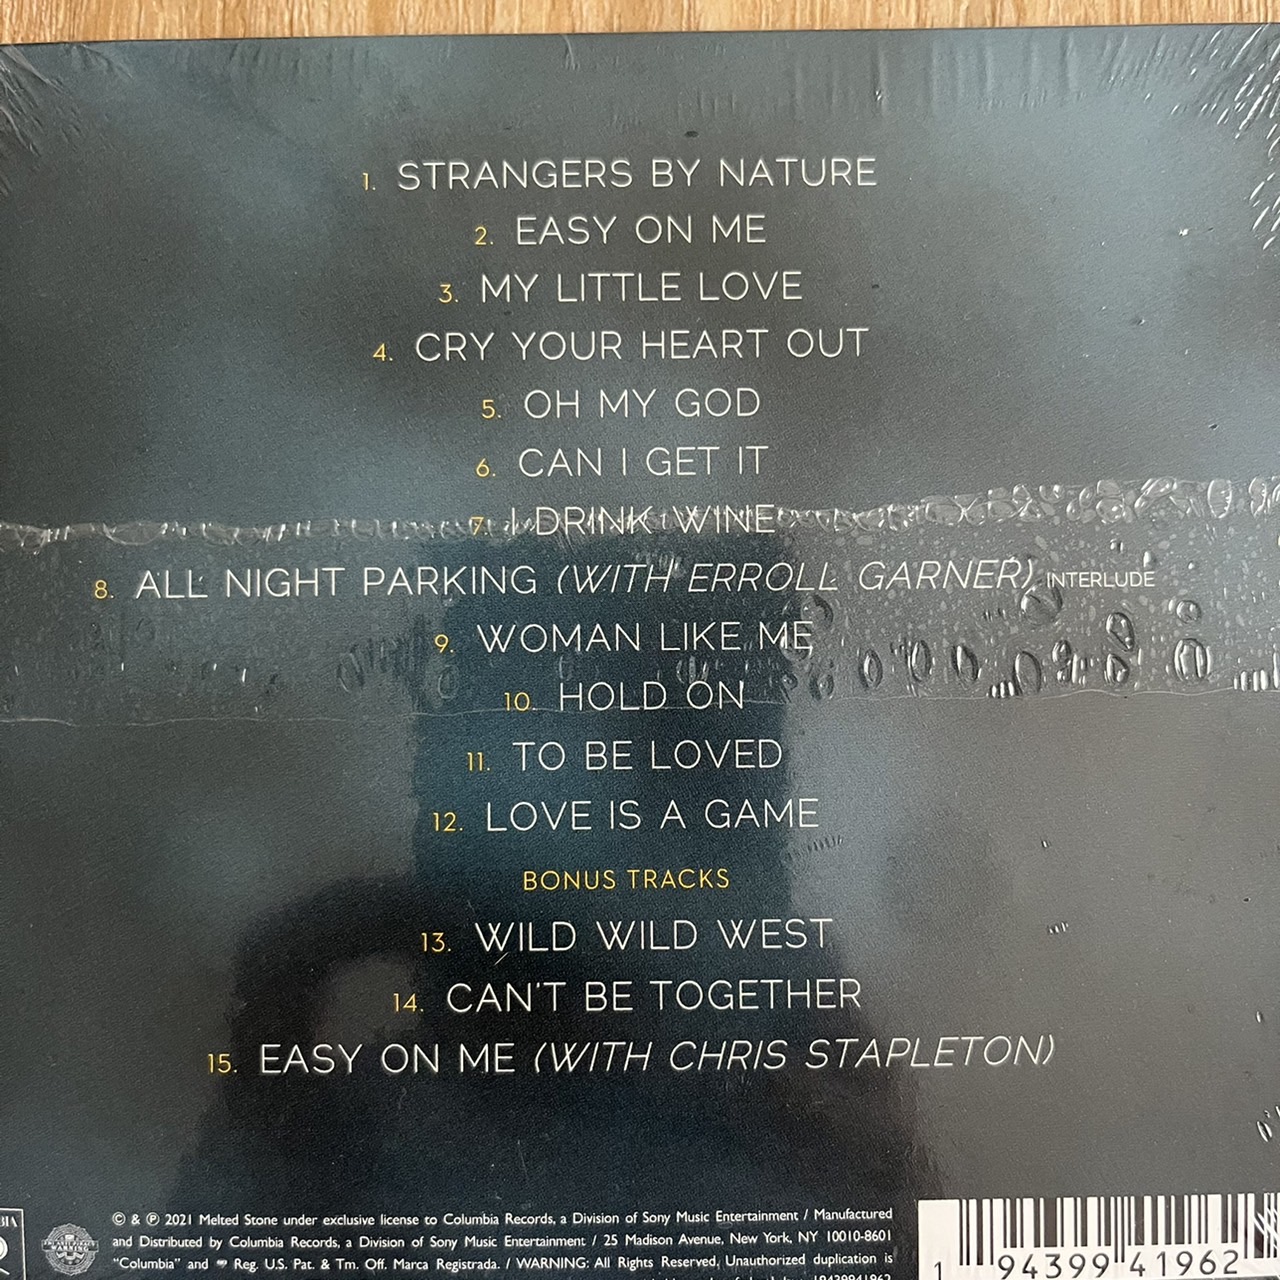 1. STRANGERS BY NATURE
2. EASY ON ME
3. MY LITTLE LOVE
4. CRY YOUR HEART OUT
5. OH MY GOD
6. CAN I GET IT
7. I DRINK WINE
8. ALL NIGHT PARKING (WITH ERROLL GARNER) INTERLUDE
9. WOMAN LIKE ME
10. HOLD ON
11. TO BE LOVED
12. LOVE IS A GAME
BONUS TRACKS
13. WILD WILD WEST
14. CAN'T BE TOGETHER
15. EASY ON ME (WITH CHRIS STAPLETON)
© & ℗ 2021 Melted Stone under exclusive license to Columbia Records, a Division of Sony Music Entertainment / Manufactured
and Distributed by Columbia Records, a Division of Sony Music Entertainment / 25 Madison Avenue, New York, NY 10010-8601
"Columbia" and Reg. U.S. Pat. & Tm. Off. Marca Registrada. / WARNING: All Rights Reserved. Unauthorized duplication is
1 94399 41962